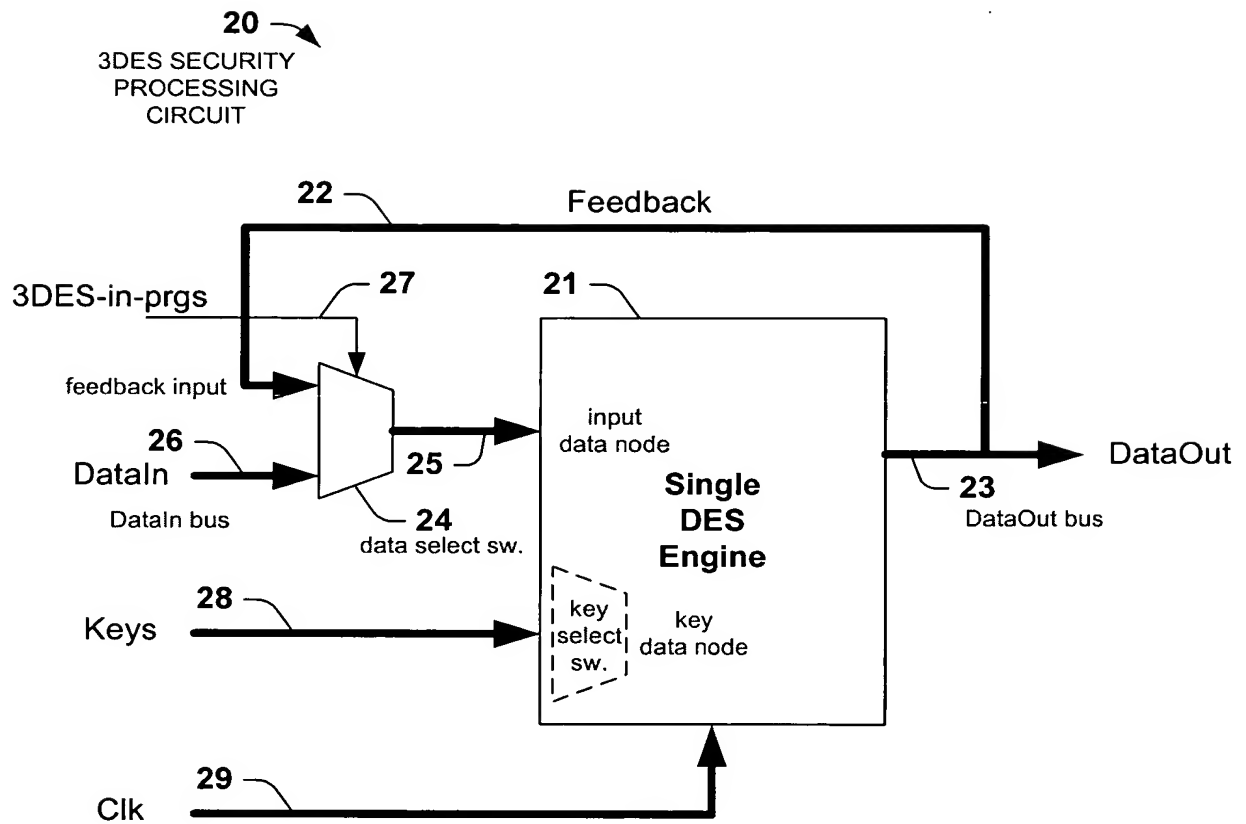 20
3DES SECURITY
PROCESSING
CIRCUIT
22
Feedback
3DES-in-prgs
27
21
feedback input
input
data node
26
25
DataIn
DataIn bus
24
data select sw.
Single
DES
Engine
23
DataOut
DataOut bus
28
Keys
key
select
sw.
key
data node
29
Clk